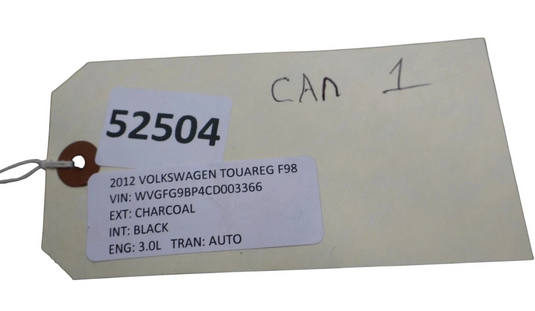 CAN 1
52504
2012 VOLKSWAGEN TOUAREG F98
VIN: WVGFG9BP4CD003366
EXT: CHARCOAL
INT: BLACK
ENG: 3.0L TRAN: AUTO